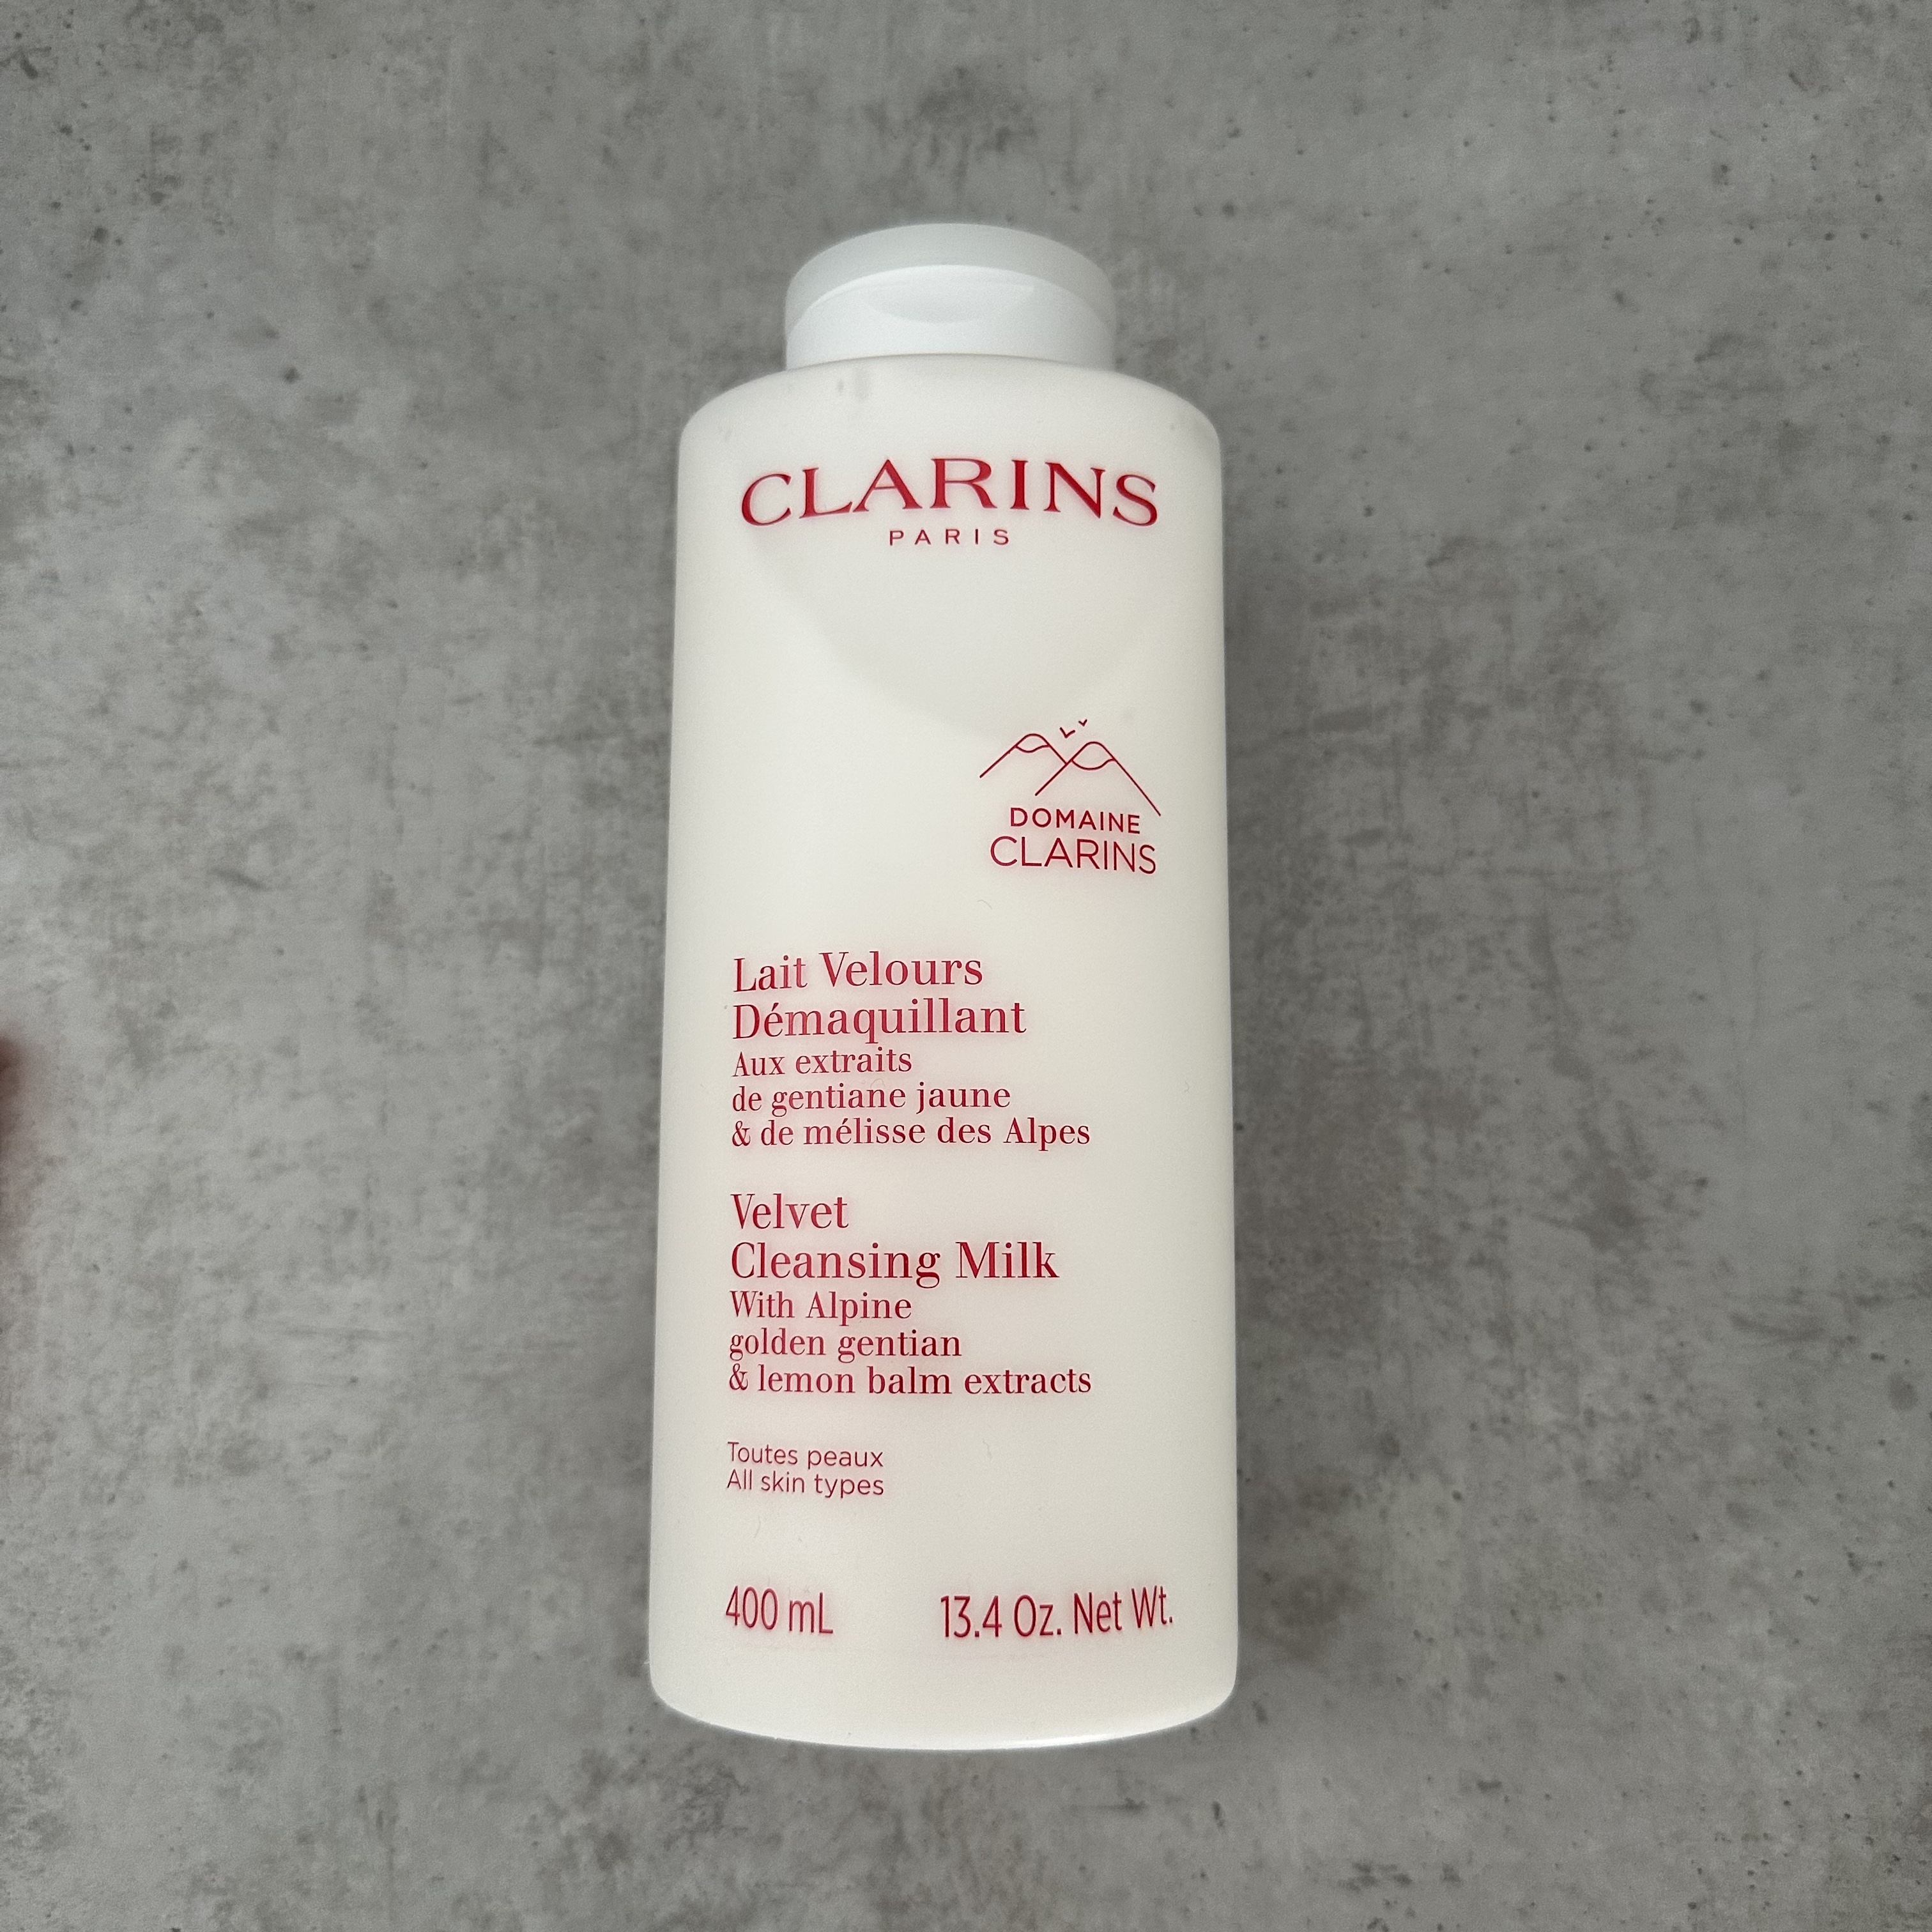 CLARINS
PARIS
DOMAINE
CLARINS
Lait Velours
Démaquillant
Aux extraits
de gentiane jaune
& de mélisse des Alpes
Velvet
Cleansing Milk
With Alpine
golden gentian
& lemon balm extracts
Toutes peaux
All skin types
400 mL 13.4 Oz. Net Wt.